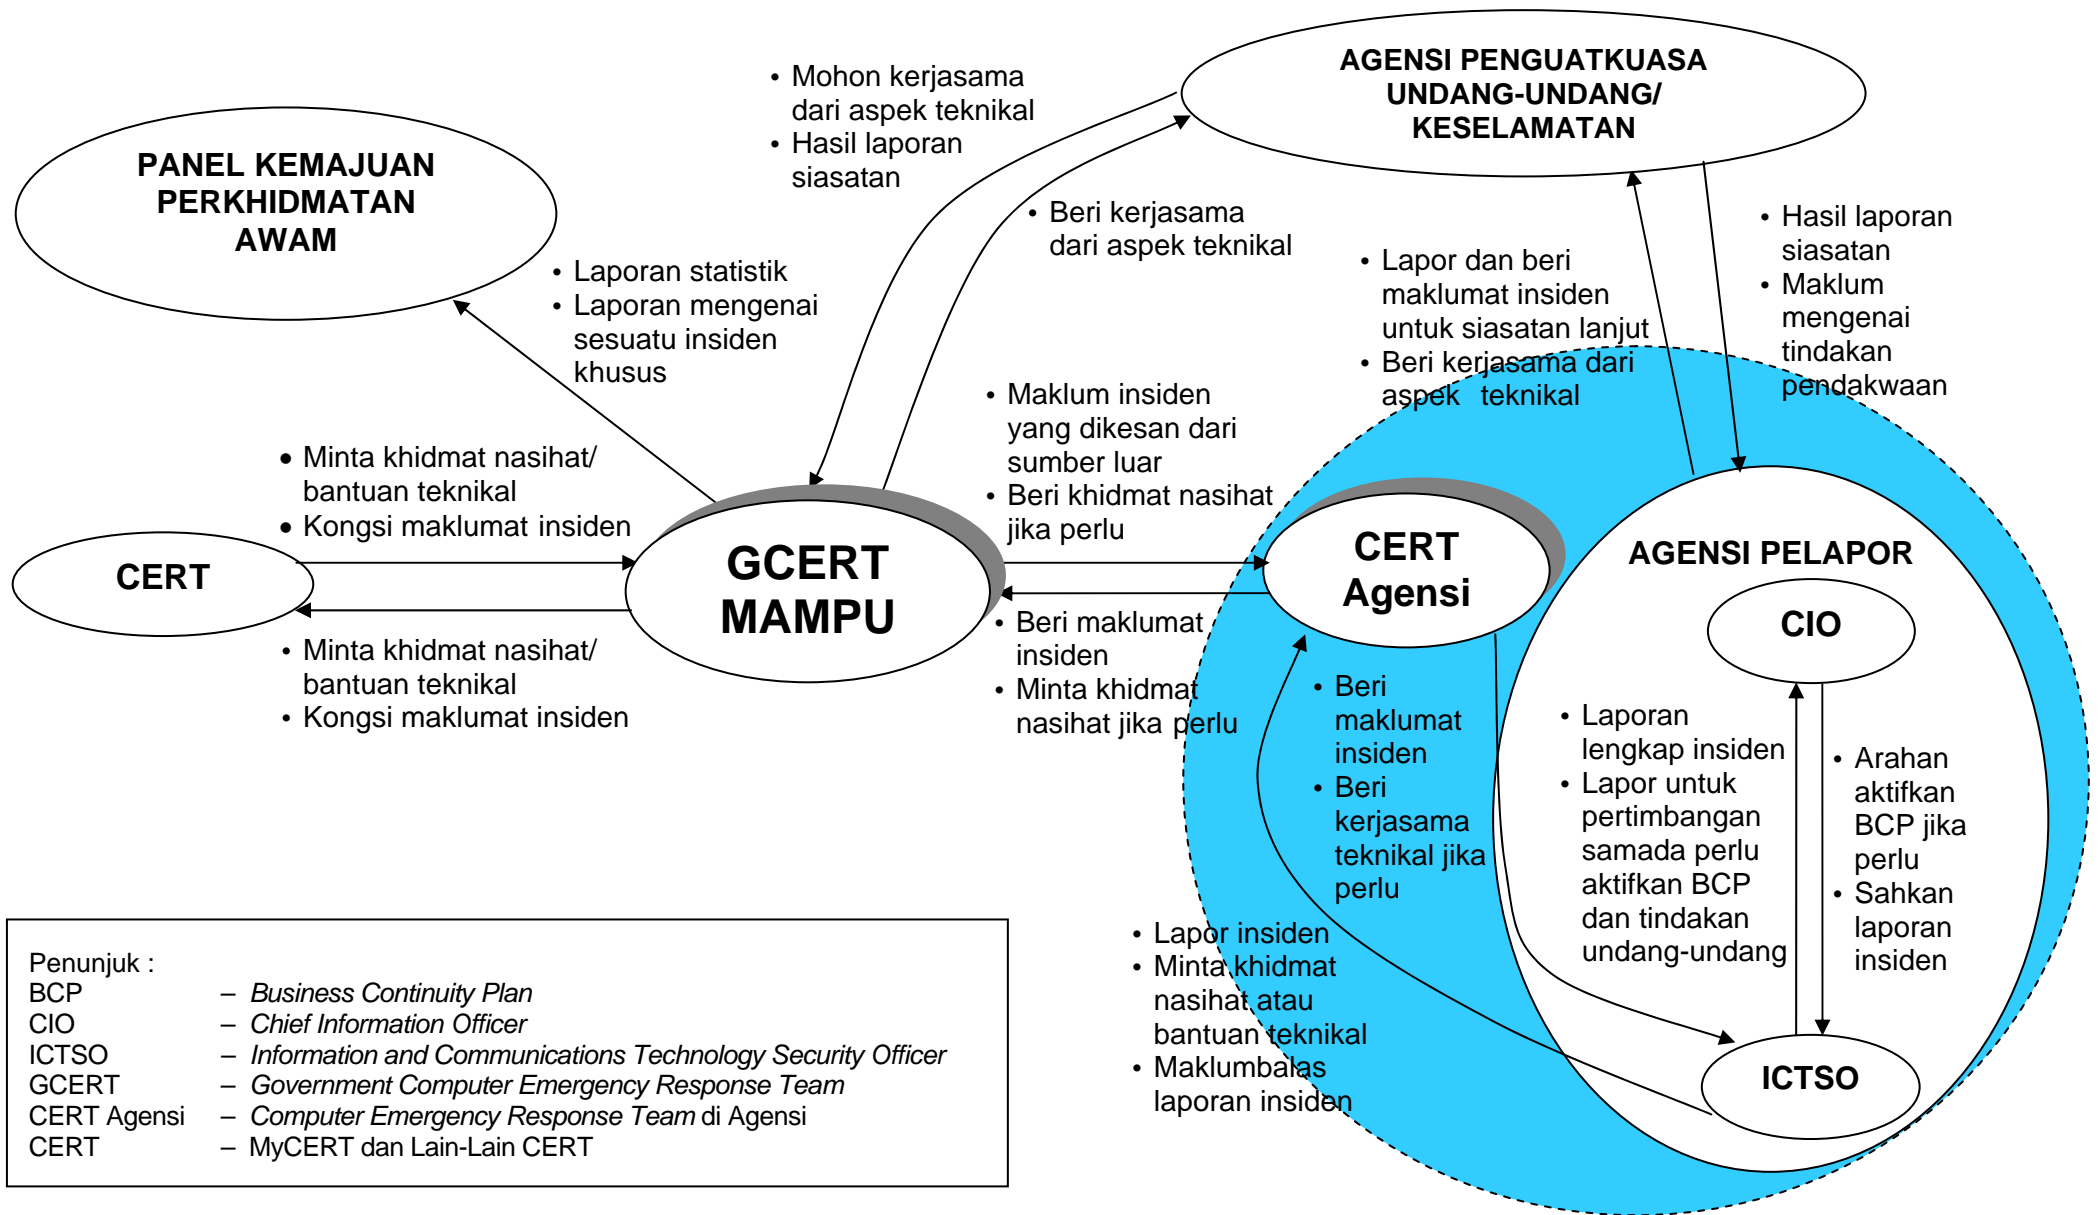 AGENSI PENGUATKUASA
UNDANG-UNDANG/
KESELAMATAN
• Mohon kerjasama
dari aspek teknikal
• Hasil laporan
siasatan
PANEL KEMAJUAN
PERKHIDMATAN
AWAM
• Beri kerjasama
dari aspek teknikal
• Hasil laporan
siasatan
• Maklum
mengenai
tindakan
pendakwaan
• Lapor dan beri
maklumat insiden
untuk siasatan lanjut
• Beri kerjasama dari
aspek teknikal
• Laporan statistik
• Laporan mengenai
sesuatu insiden
khusus
• Maklum insiden
yang dikesan dari
sumber luar
• Beri khidmat nasihat
jika perlu
• Minta khidmat nasihat/
bantuan teknikal
• Kongsi maklumat insiden
CERT
GCERT
MAMPU
CERT
Agensi
AGENSI PELAPOR
CIO
• Minta khidmat nasihat/
bantuan teknikal
• Kongsi maklumat insiden
• Beri maklumat
insiden
• Minta khidmat
nasihat jika perlu
• Beri
maklumat
insiden
• Beri
kerjasama
teknikal jika
perlu
• Laporan
lengkap insiden
• Lapor untuk
pertimbangan
samada perlu
aktifkan BCP
dan tindakan
undang-undang
• Arahan
aktifkan
BCP jika
perlu
• Sahkan
laporan
insiden
• Lapor insiden
• Minta khidmat
nasihat atau
bantuan teknikal
• Maklumbalas
laporan insiden
ICTSO
Penunjuk :
BCP – Business Continuity Plan
CIO – Chief Information Officer
ICTSO – Information and Communications Technology Security Officer
GCERT – Government Computer Emergency Response Team
CERT Agensi – Computer Emergency Response Team di Agensi
CERT – MyCERT dan Lain-Lain CERT